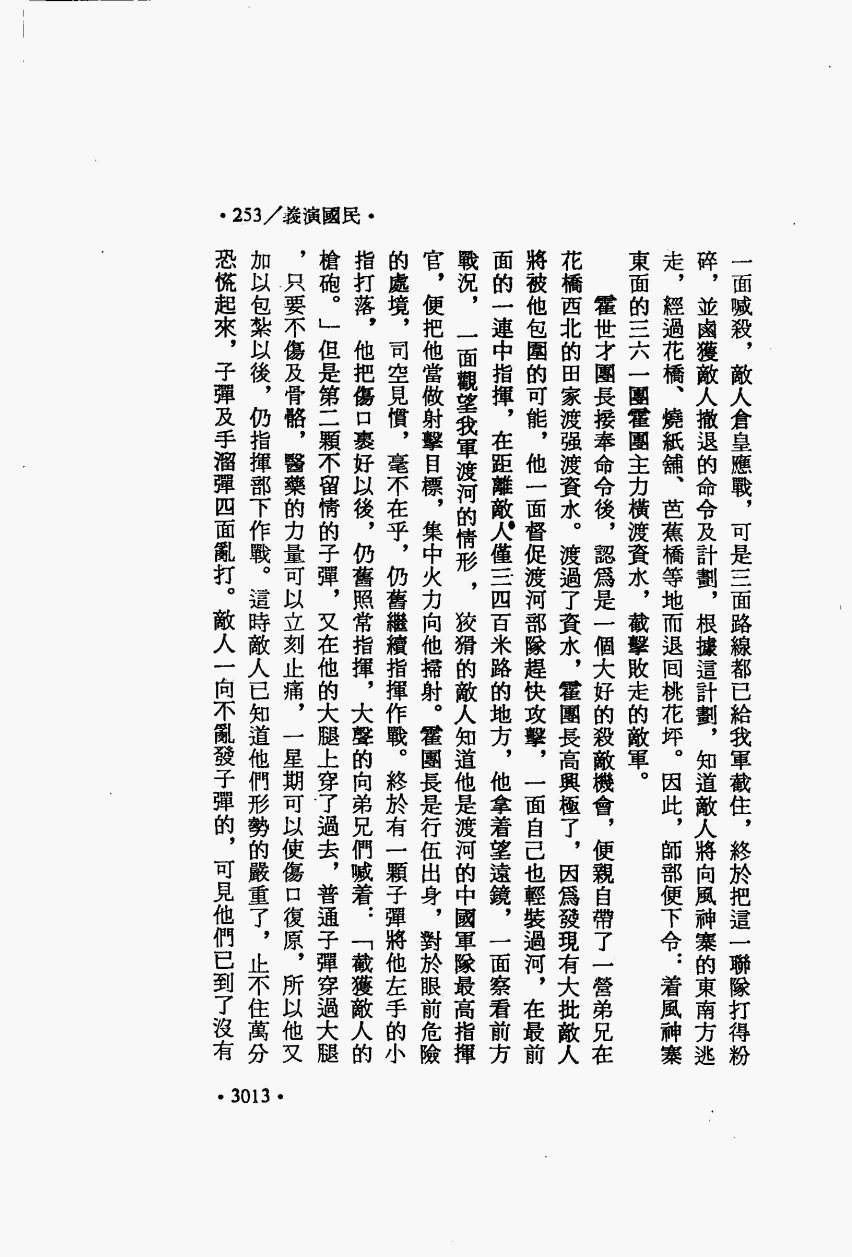 •253／義演國民•
一面喊殺，敵人倉皇應戰，可是三面路線都已給我軍截住，終於把這一聯隊打得粉
碎，並鹵獲敵人撤退的命令及計劃，根據這計劃，知道敵人將向風神寨的東南方逃
走，經過花橋、燒紙舖、芭蕉橋等地而退回桃花坪。因此，師部便下令：着風神寨
東面的三六一團霍團主力橫渡資水，截擊敗走的敵軍。
霍世才團長接奉命令後，認爲是一個大好的殺敵機會，便親自帶了一營弟兄在
花橋西北的田家渡强渡資水。渡過了資水，霍團長高興極了，因爲發現有大批敵人
將被他包圍的可能，他一面督促渡河部隊趕快攻擊，一面自己也輕裝過河，在最前
面的一連中指揮，在距離敵人僅三四百米路的地方，他拿着望遠鏡，一面察看前方
戰況，一面觀望我軍渡河的情形，狡猾的敵人知道他是渡河的中國軍隊最高指揮
官，便把他當做射擊目標，集中火力向他掃射。霍團長是行伍出身，對於眼前危險
的處境，司空見慣，毫不在乎，仍舊繼續指揮作戰。終於有一顆子彈將他左手的小
指打落，他把傷口裹好以後，仍舊照常指揮，大聲的向弟兄們喊着：「截獲敵人的
槍砲。」但是第二顆不留情的子彈，又在他的大腿上穿了過去，普通子彈穿過大腿
，只要不傷及骨骼，醫藥的力量可以立刻止痛，一星期可以使傷口復原，所以他又
加以包紮以後，仍指揮部下作戰。這時敵人已知道他們形勢的嚴重了，止不住萬分
恐慌起來，子彈及手溜彈四面亂打。敵人一向不亂發子彈的，可見他們已到了沒有
•3013•